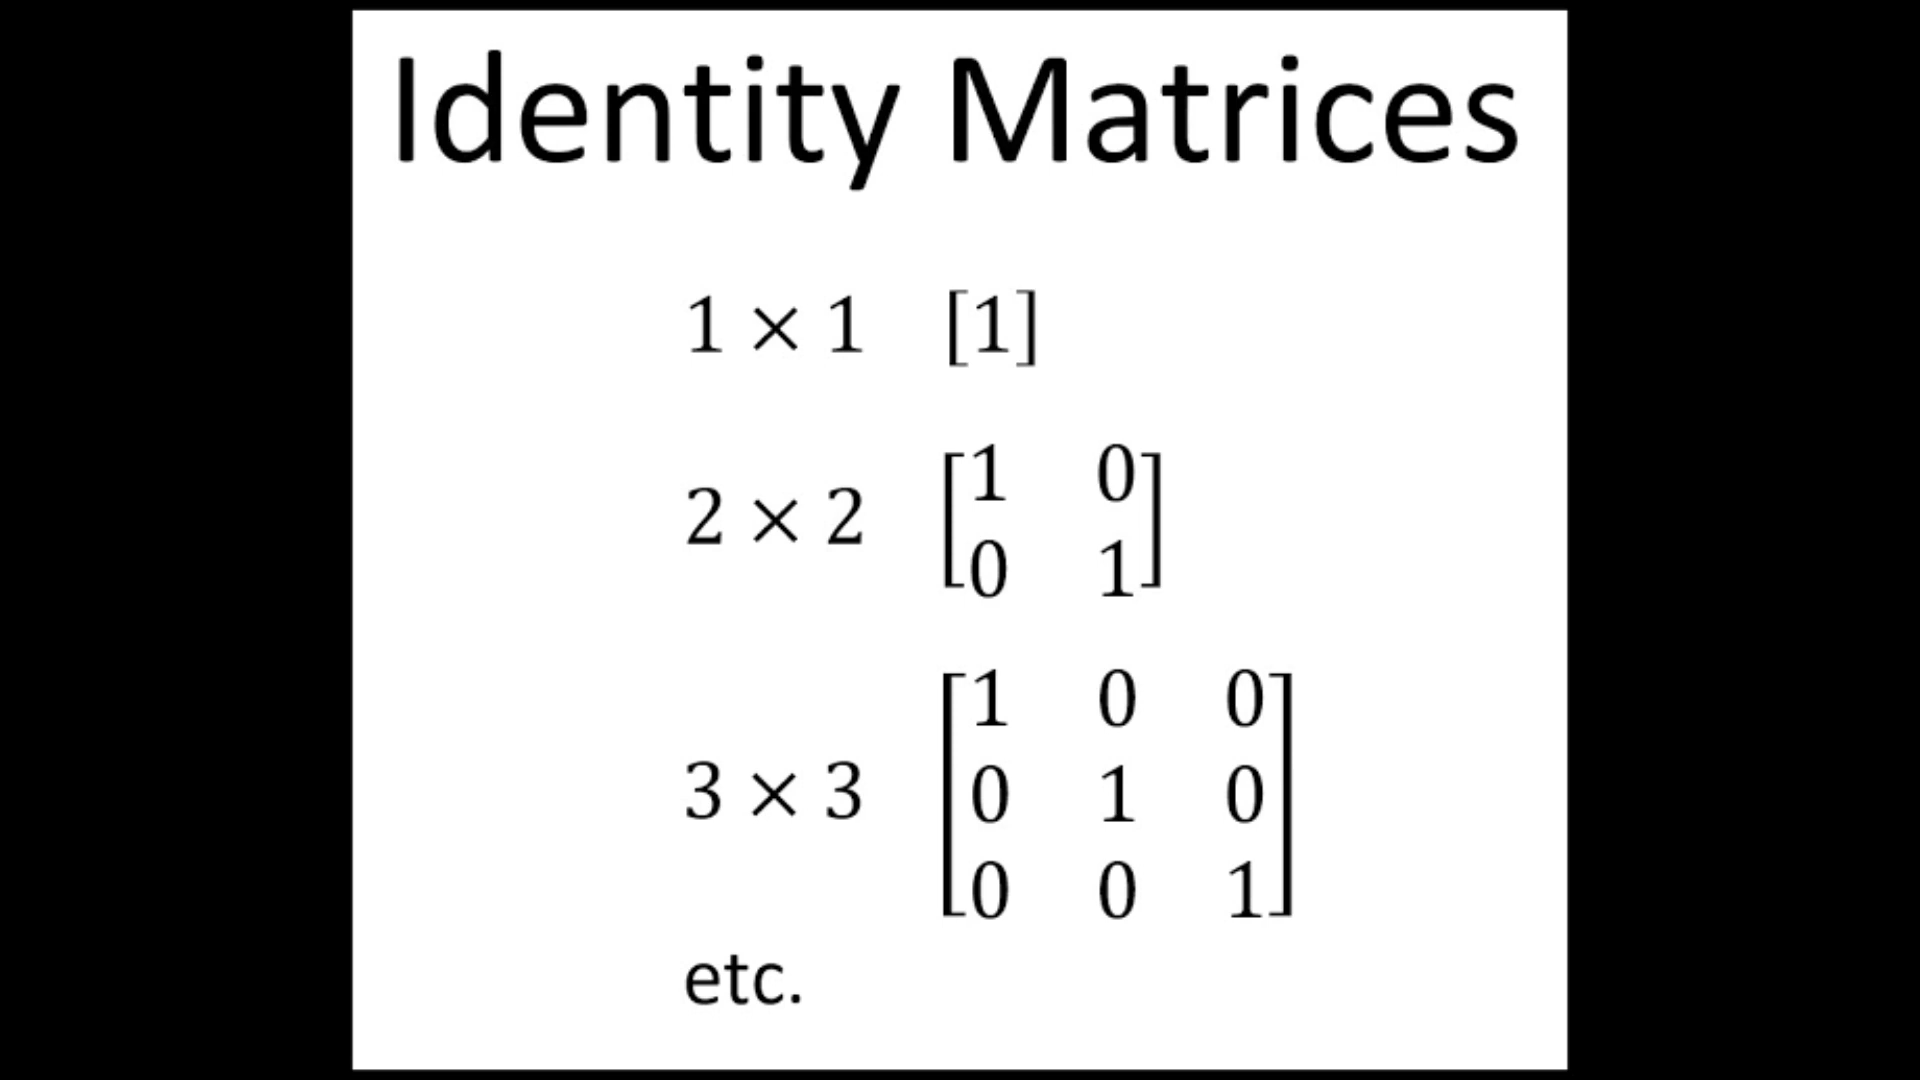 Identity Matrices
1 × 1 [1]
2 × 2 [1 0
0 1]
3 × 3 [1 0 0
0 1 0
0 0 1]
etc.